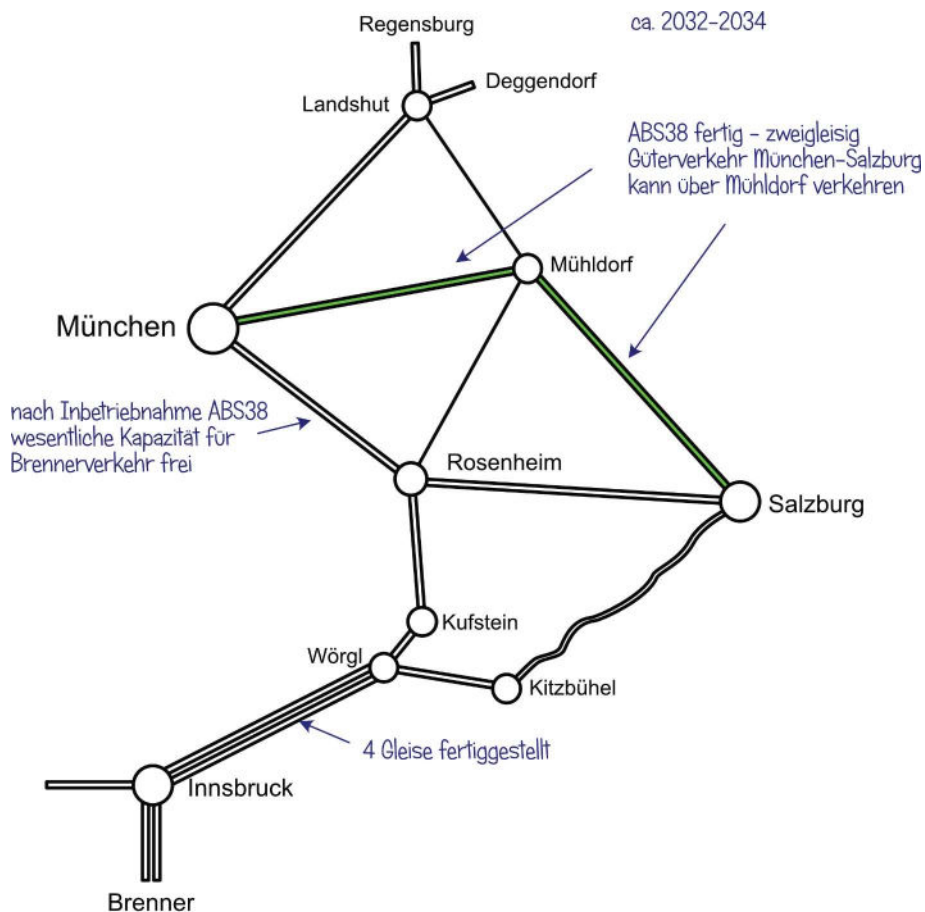 Regensburg
ca. 2032-2034
Deggendorf
Landshut
ABS38 fertig - zweigleisig
Güterverkehr München-Salzburg
kann über Mühldorf verkehren
Mühldorf
München
nach Inbetriebnahme ABS38
wesentliche Kapazität für
Brennerverkehr frei
Rosenheim
Salzburg
Kufstein
Wörgl
Kitzbühel
4 Gleise fertiggestellt
Innsbruck
Brenner